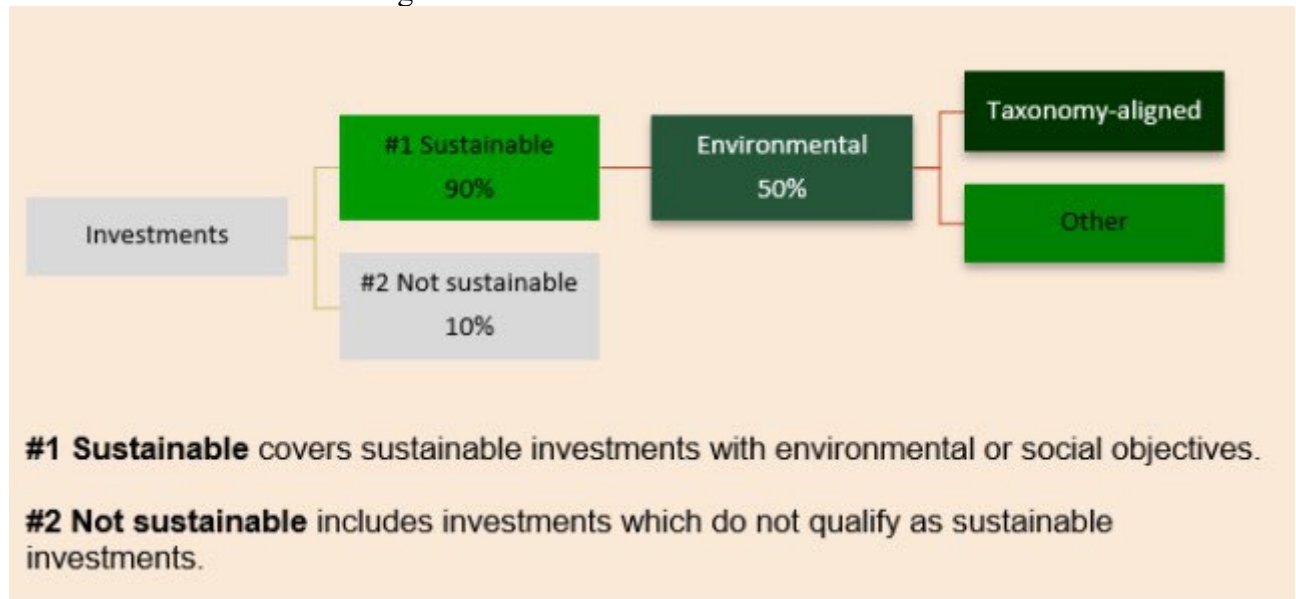 Taxonomy-aligned
#1 Sustainable
90%
Environmental
50%
Other
Investments
#2 Not sustainable
10%
#1 Sustainable covers sustainable investments with environmental or social objectives.
#2 Not sustainable includes investments which do not qualify as sustainable
investments.